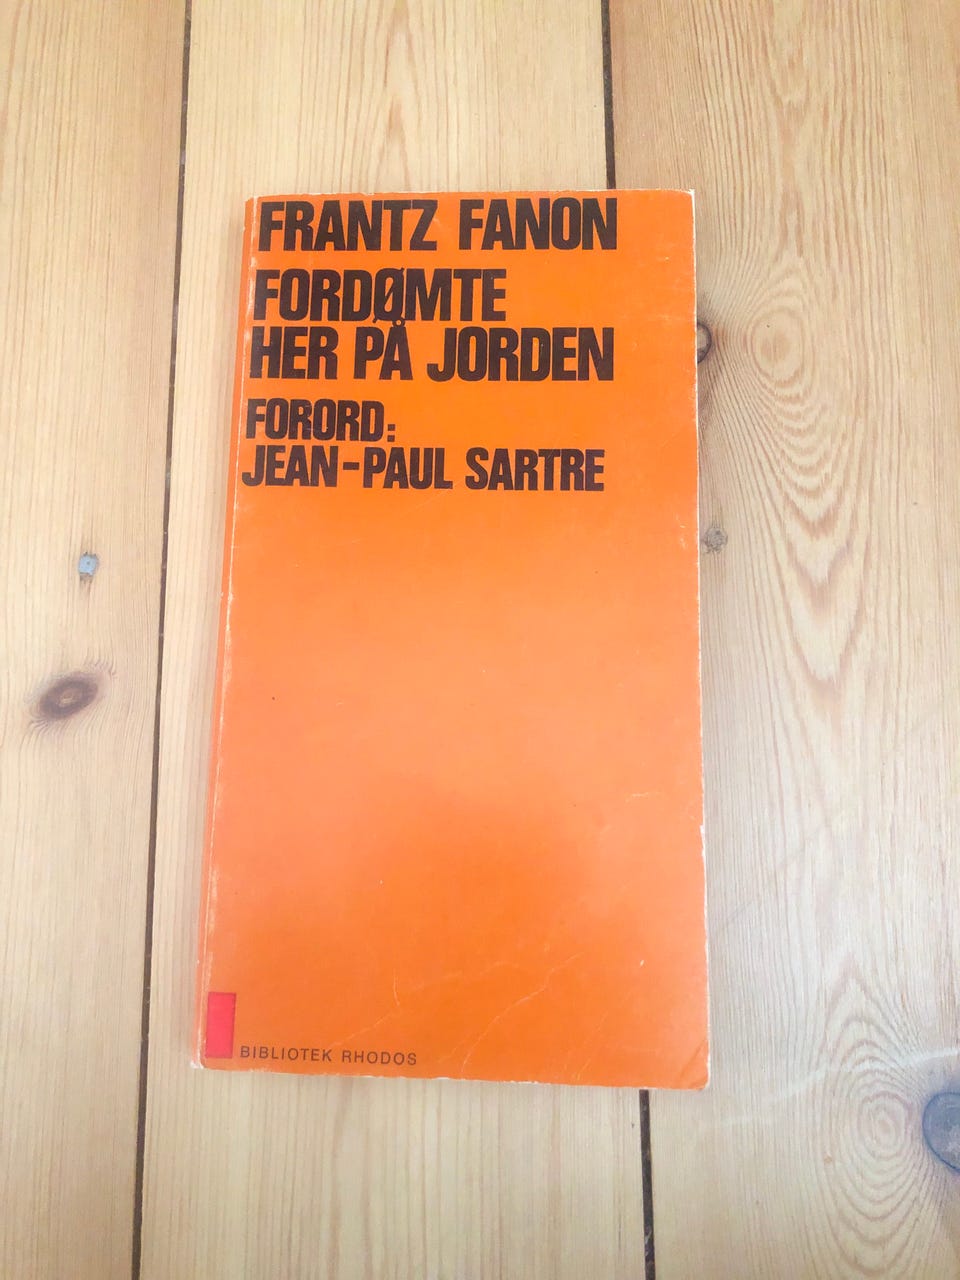 FRANTZ FANON
FORDØMTE
HER PÅ JORDEN
FORORD:
JEAN-PAUL SARTRE
BIBLIOTEK RHODOS